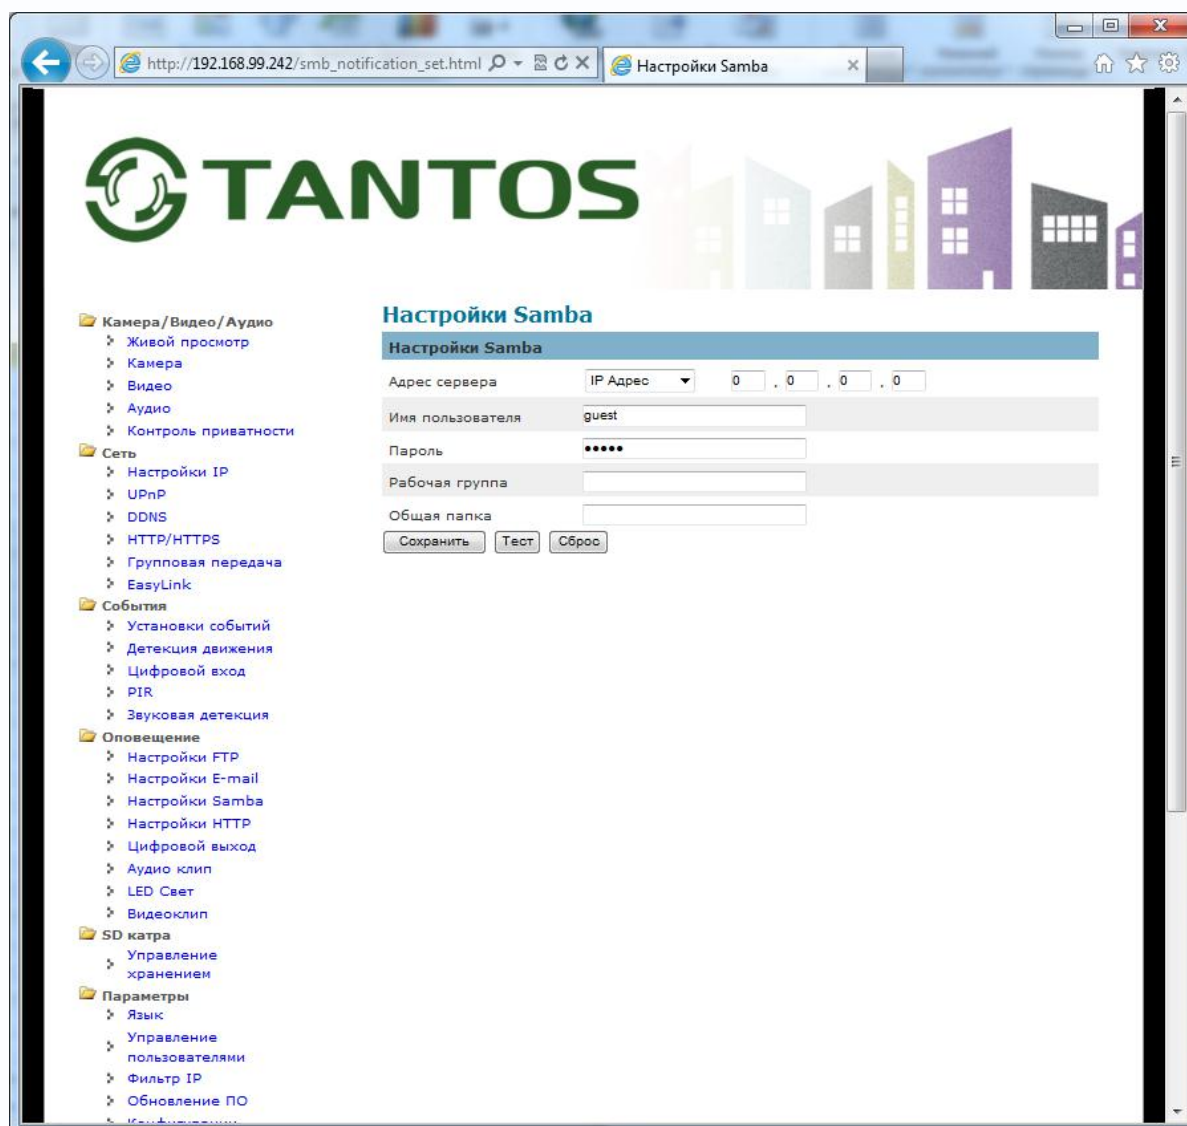 http://192.168.99.242/smb_notification_set.html
Настройки Samba
TANTOS
Камера/Видео/Аудио
Живой просмотр
Камера
Видео
Аудио
Контроль приватности
Сеть
Настройки IP
UPnP
DDNS
HTTP/HTTPS
Групповая передача
EasyLink
События
Установки событий
Детекция движения
Цифровой вход
PIR
Звуковая детекция
Оповещение
Настройки FTP
Настройки E-mail
Настройки Samba
Настройки HTTP
Цифровой выход
Аудио клип
LED Свет
Видеоклип
SD катра
Управление
хранением
Параметры
Язык
Управление
пользователями
Фильтр IP
Обновление ПО
Настройки Samba
Настройки Samba
Адрес сервера IP Адрес 0 . 0 . 0 . 0
Имя пользователя guest
Пароль •••••
Рабочая группа
Общая папка
Сохранить Тест Сброс